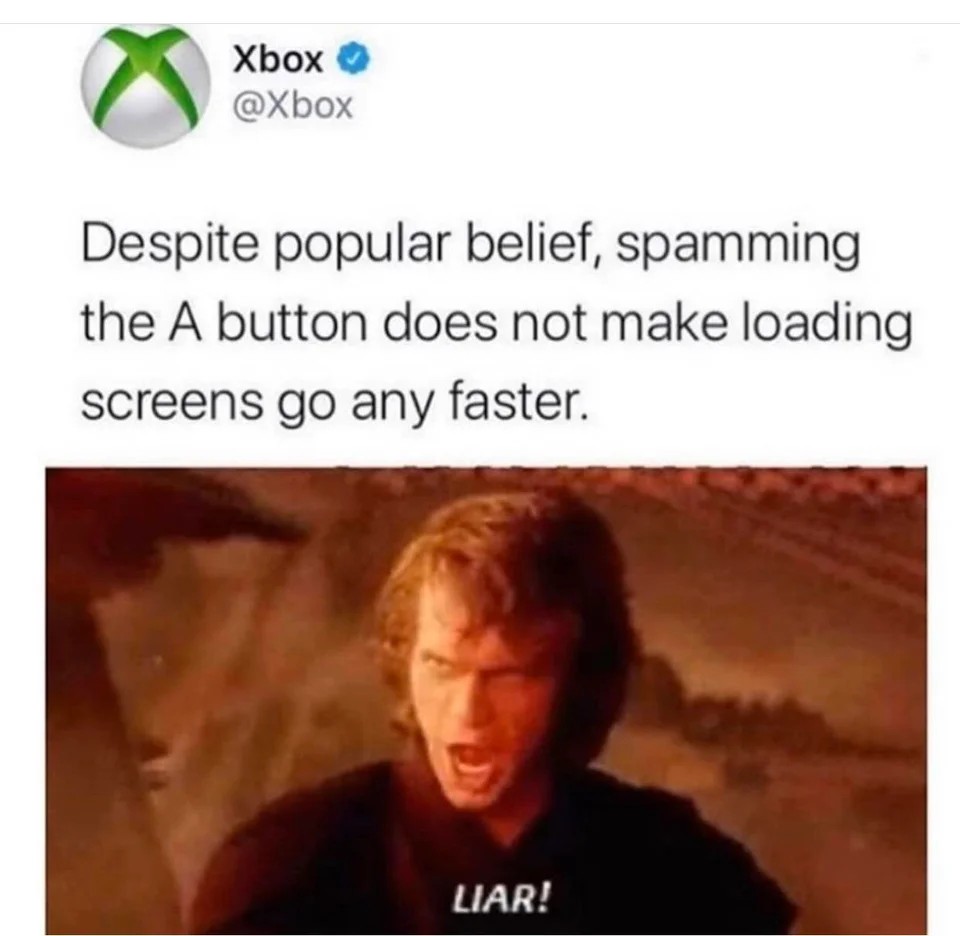 Xbox
@Xbox
Despite popular belief, spamming
the A button does not make loading
screens go any faster.
LIAR!